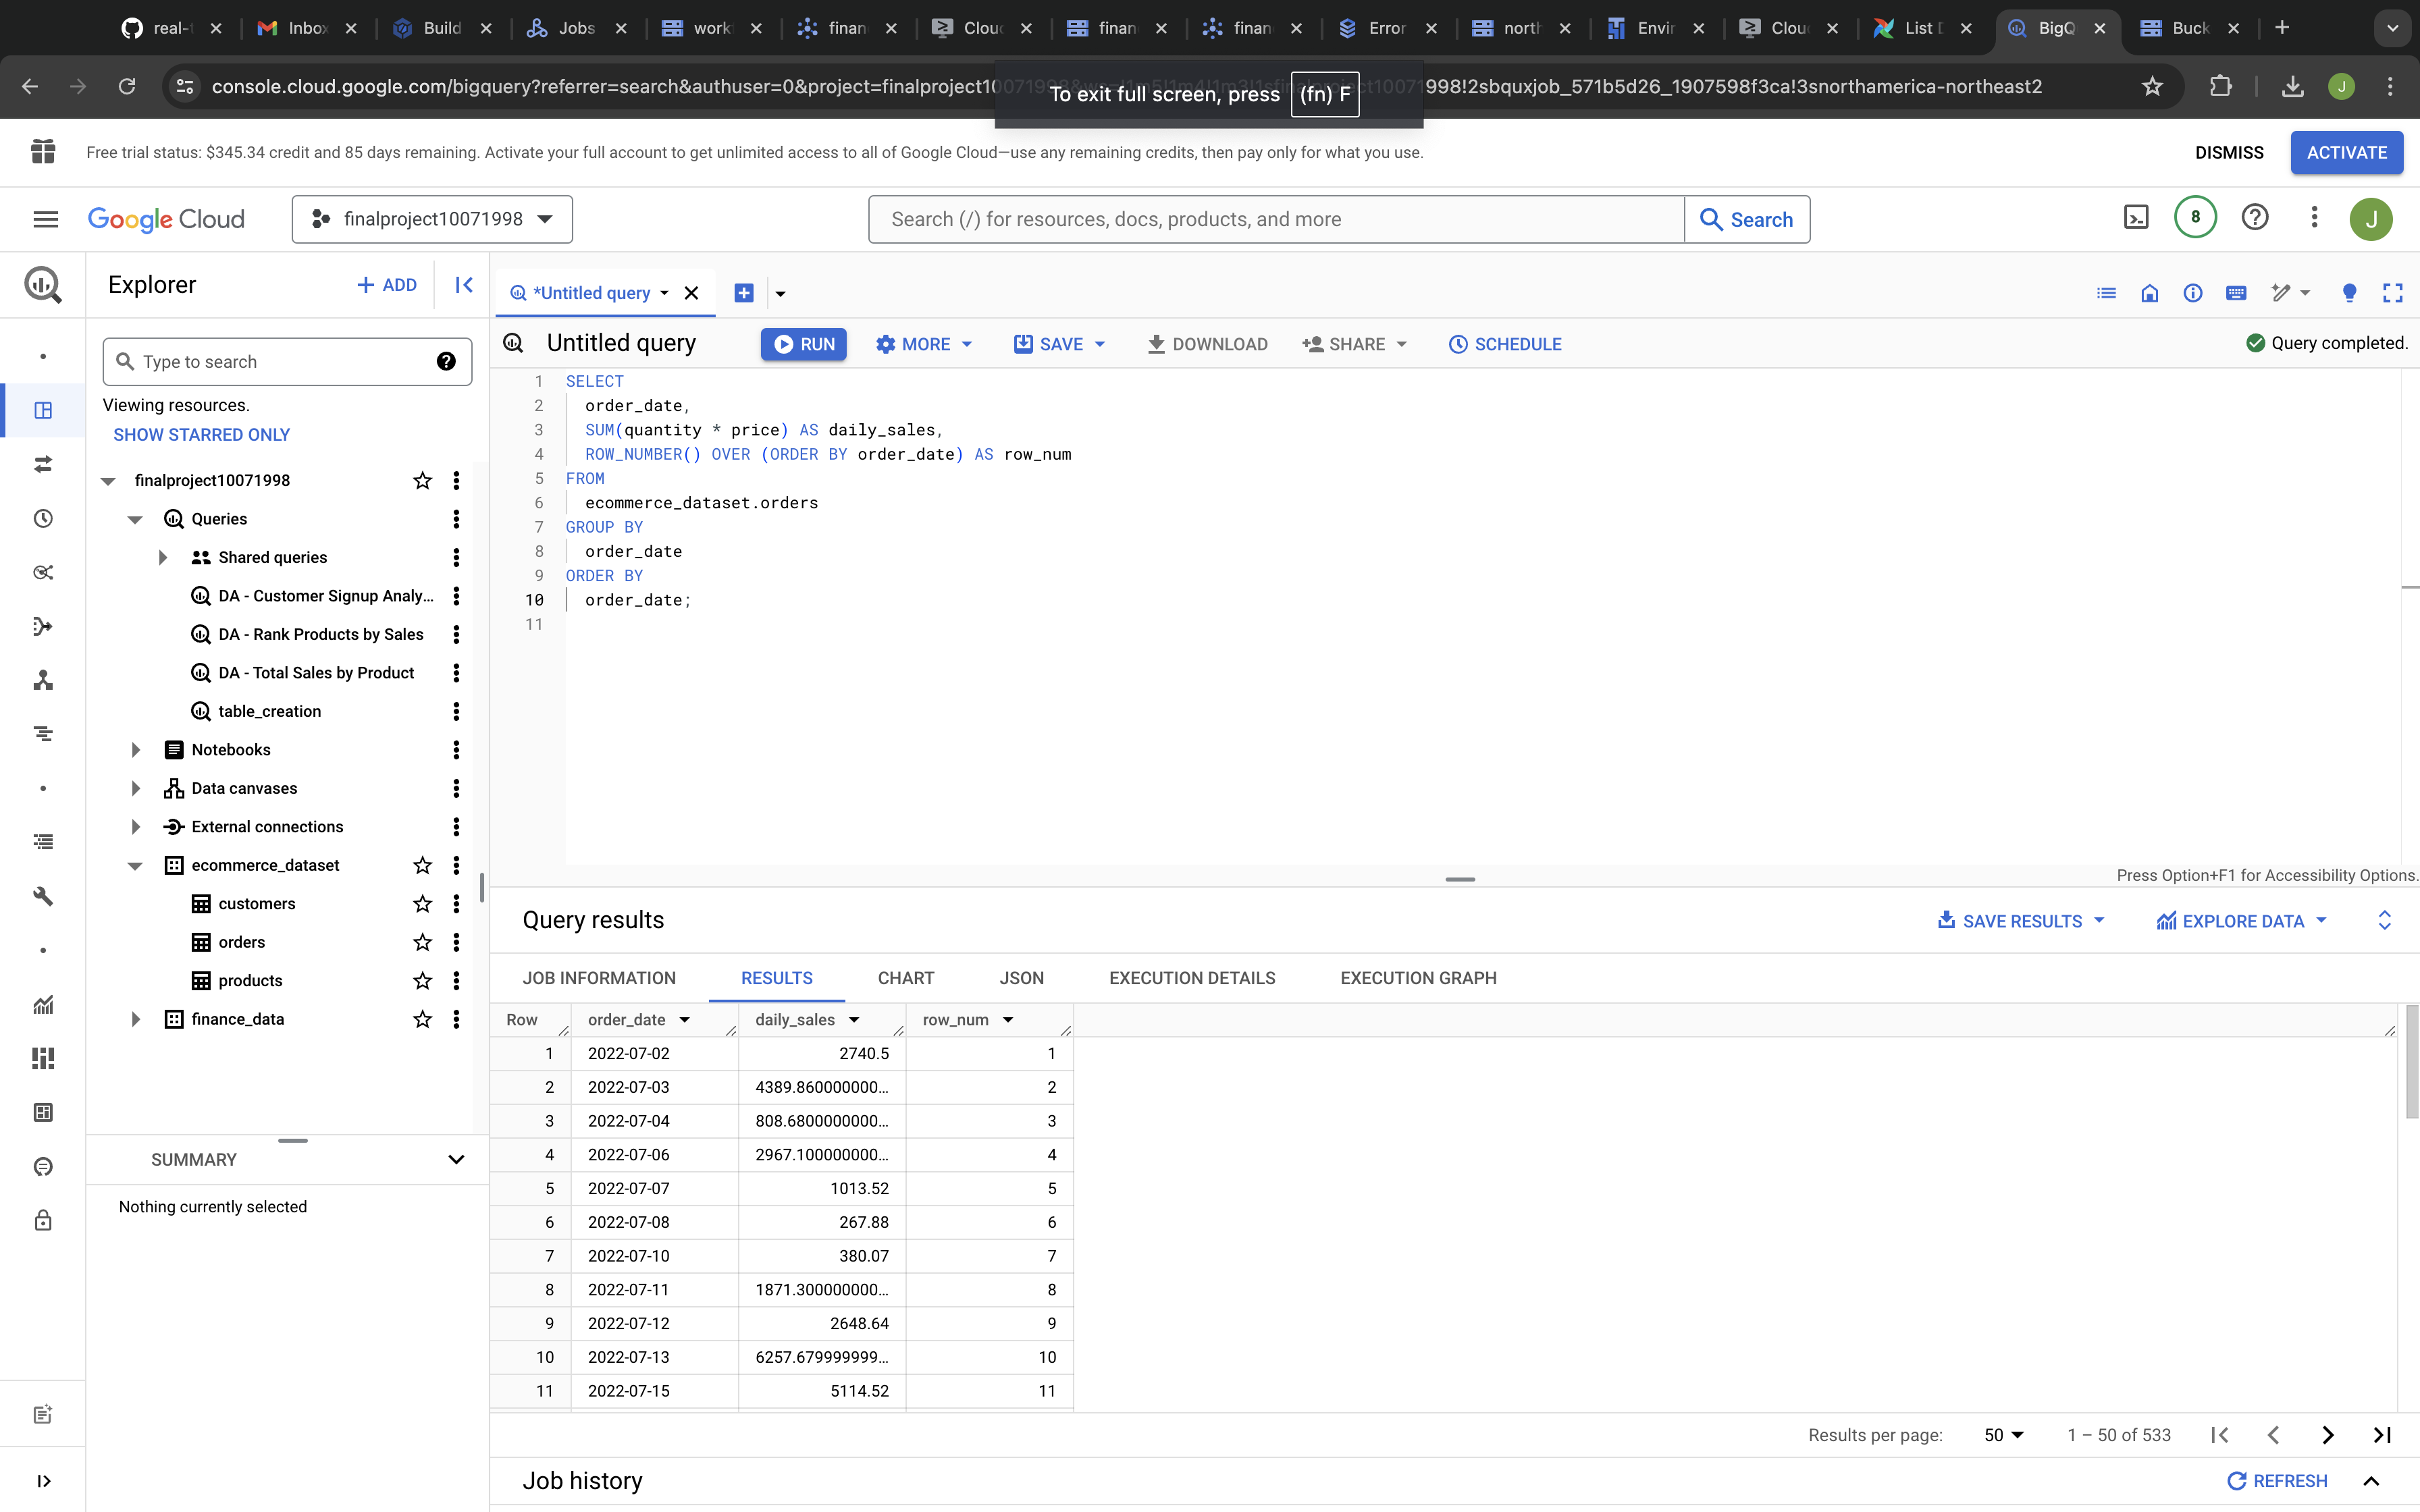 real-
Inbox
Build
Jobs
work
finan
Clou
finan
finan
Error
north
Envir
Clou
List D
BigQ
Buck
console.cloud.google.com/bigquery?referrer=search&authuser=0&project=finalproject10071998!2sbquxjob_571b5d26_1907598f3ca!3snorthamerica-northeast2
To exit full screen, press (fn) F
J
Free trial status: $345.34 credit and 85 days remaining. Activate your full account to get unlimited access to all of Google Cloud—use any remaining credits, then pay only for what you use.
DISMISS
ACTIVATE
Google Cloud
finalproject10071998
Search (/) for resources, docs, products, and more
Search
8
J
Explorer
+ ADD
*Untitled query
Untitled query
RUN
MORE
SAVE
DOWNLOAD
SHARE
SCHEDULE
Query completed.
Type to search
Viewing resources.
SHOW STARRED ONLY
finalproject10071998
Queries
Shared queries
DA - Customer Signup Analy...
DA - Rank Products by Sales
DA - Total Sales by Product
table_creation
Notebooks
Data canvases
External connections
ecommerce_dataset
customers
orders
products
finance_data
SUMMARY
Nothing currently selected
1 SELECT
2 order_date,
3 SUM(quantity * price) AS daily_sales,
4 ROW_NUMBER() OVER (ORDER BY order_date) AS row_num
5 FROM
6 ecommerce_dataset.orders
7 GROUP BY
8 order_date
9 ORDER BY
10 order_date;
11
Press Option+F1 for Accessibility Options.
Query results
SAVE RESULTS
EXPLORE DATA
JOB INFORMATION RESULTS CHART JSON EXECUTION DETAILS EXECUTION GRAPH
Row order_date daily_sales row_num
1 2022-07-02 2740.5 1
2 2022-07-03 4389.860000000... 2
3 2022-07-04 808.6800000000... 3
4 2022-07-06 2967.100000000... 4
5 2022-07-07 1013.52 5
6 2022-07-08 267.88 6
7 2022-07-10 380.07 7
8 2022-07-11 1871.300000000... 8
9 2022-07-12 2648.64 9
10 2022-07-13 6257.679999999... 10
11 2022-07-15 5114.52 11
Results per page: 50 1 – 50 of 533
Job history
REFRESH